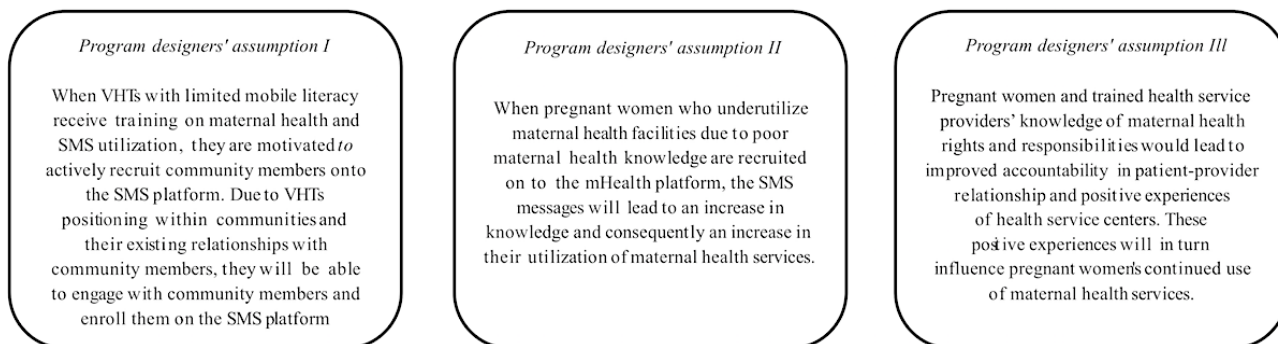 Program designers' assumption I
When VHTs with limited mobile literacy
receive training on maternal health and
SMS utilization, they are motivated to
actively recruit community members onto
the SMS platform. Due to VHTs
positioning within communities and
their existing relationships with
community members, they will be able
to engage with community members and
enroll them on the SMS platform
Program designers' assumption II
When pregnant women who underutilize
maternal health facilities due to poor
maternal health knowledge are recruited
on to the mHealth platform, the SMS
messages will lead to an increase in
knowledge and consequently an increase in
their utilization of maternal health services.
Program designers' assumption Ill
Pregnant women and trained health service
providers' knowledge of maternal health
rights and responsibilities would lead to
improved accountability in patient-provider
relationship and positive experiences
of health service centers. These
positive experiences will in turn
influence pregnant women's continued use
of maternal health services.